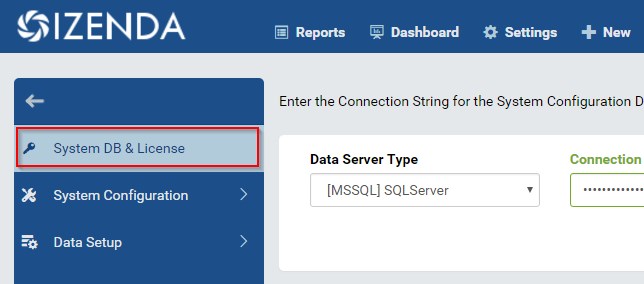 IZENDA
Reports
Dashboard
Settings
New
Enter the Connection String for the System Configuration D
System DB & License
System Configuration
Data Setup
Data Server Type
Connection
[MSSQL] SQLServer